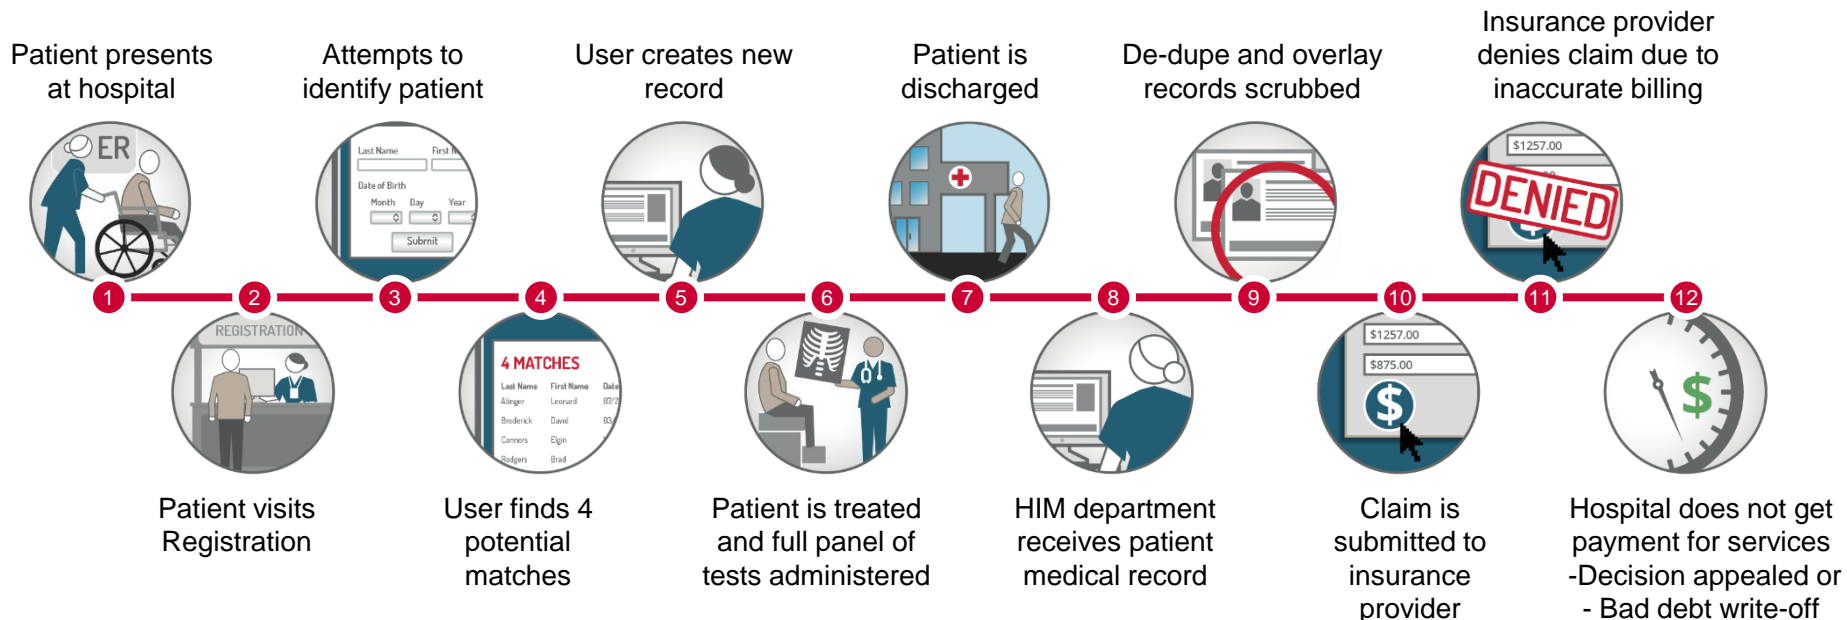 Patient presents
at hospital
ER
1
2
REGISTRATION
Patient visits
Registration
Attempts to
identify patient
Last Name First
Date of Birth
Month Day Year
Submit
3
4
4 MATCHES
Last Name First Name Date
Abinger Leonard 07/2
Broderick David 03/
Connors Elgin
Rodgers Brad
User finds 4
potential
matches
User creates new
record
5
6
Patient is treated
and full panel of
tests administered
Patient is
discharged
7
8
HIM department
receives patient
medical record
De-dupe and overlay
records scrubbed
9
10
$1257.00
$875.00
$
Claim is
submitted to
insurance
provider
Insurance provider
denies claim due to
inaccurate billing
$1257.00
DENIED
$
11
12
$
Hospital does not get
payment for services
-Decision appealed or
- Bad debt write-off